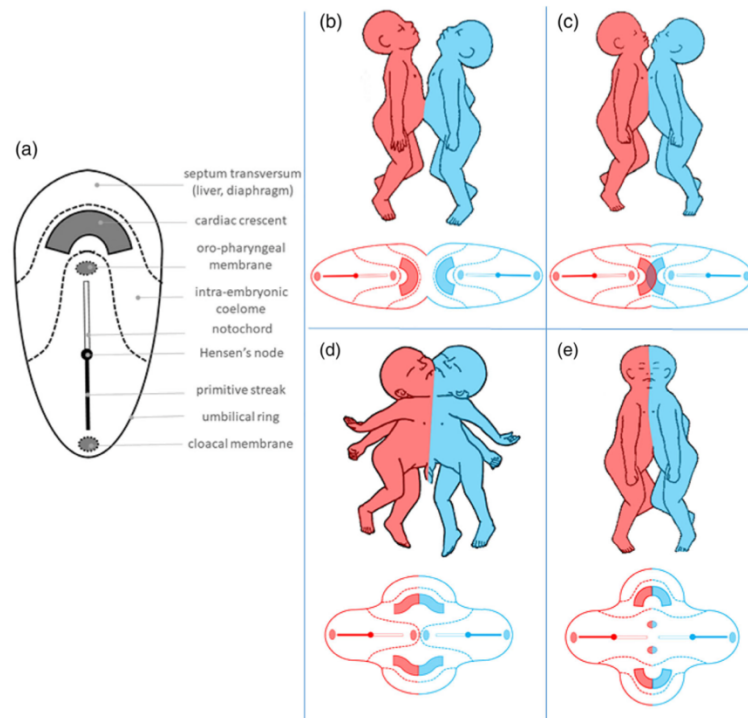 (a)
septum transversum
(liver, diaphragm)
cardiac crescent
oro-pharyngeal
membrane
intra-embryonic
coelome
notochord
Hensen's node
primitive streak
umbilical ring
cloacal membrane
(b)
(c)
(d)
(e)